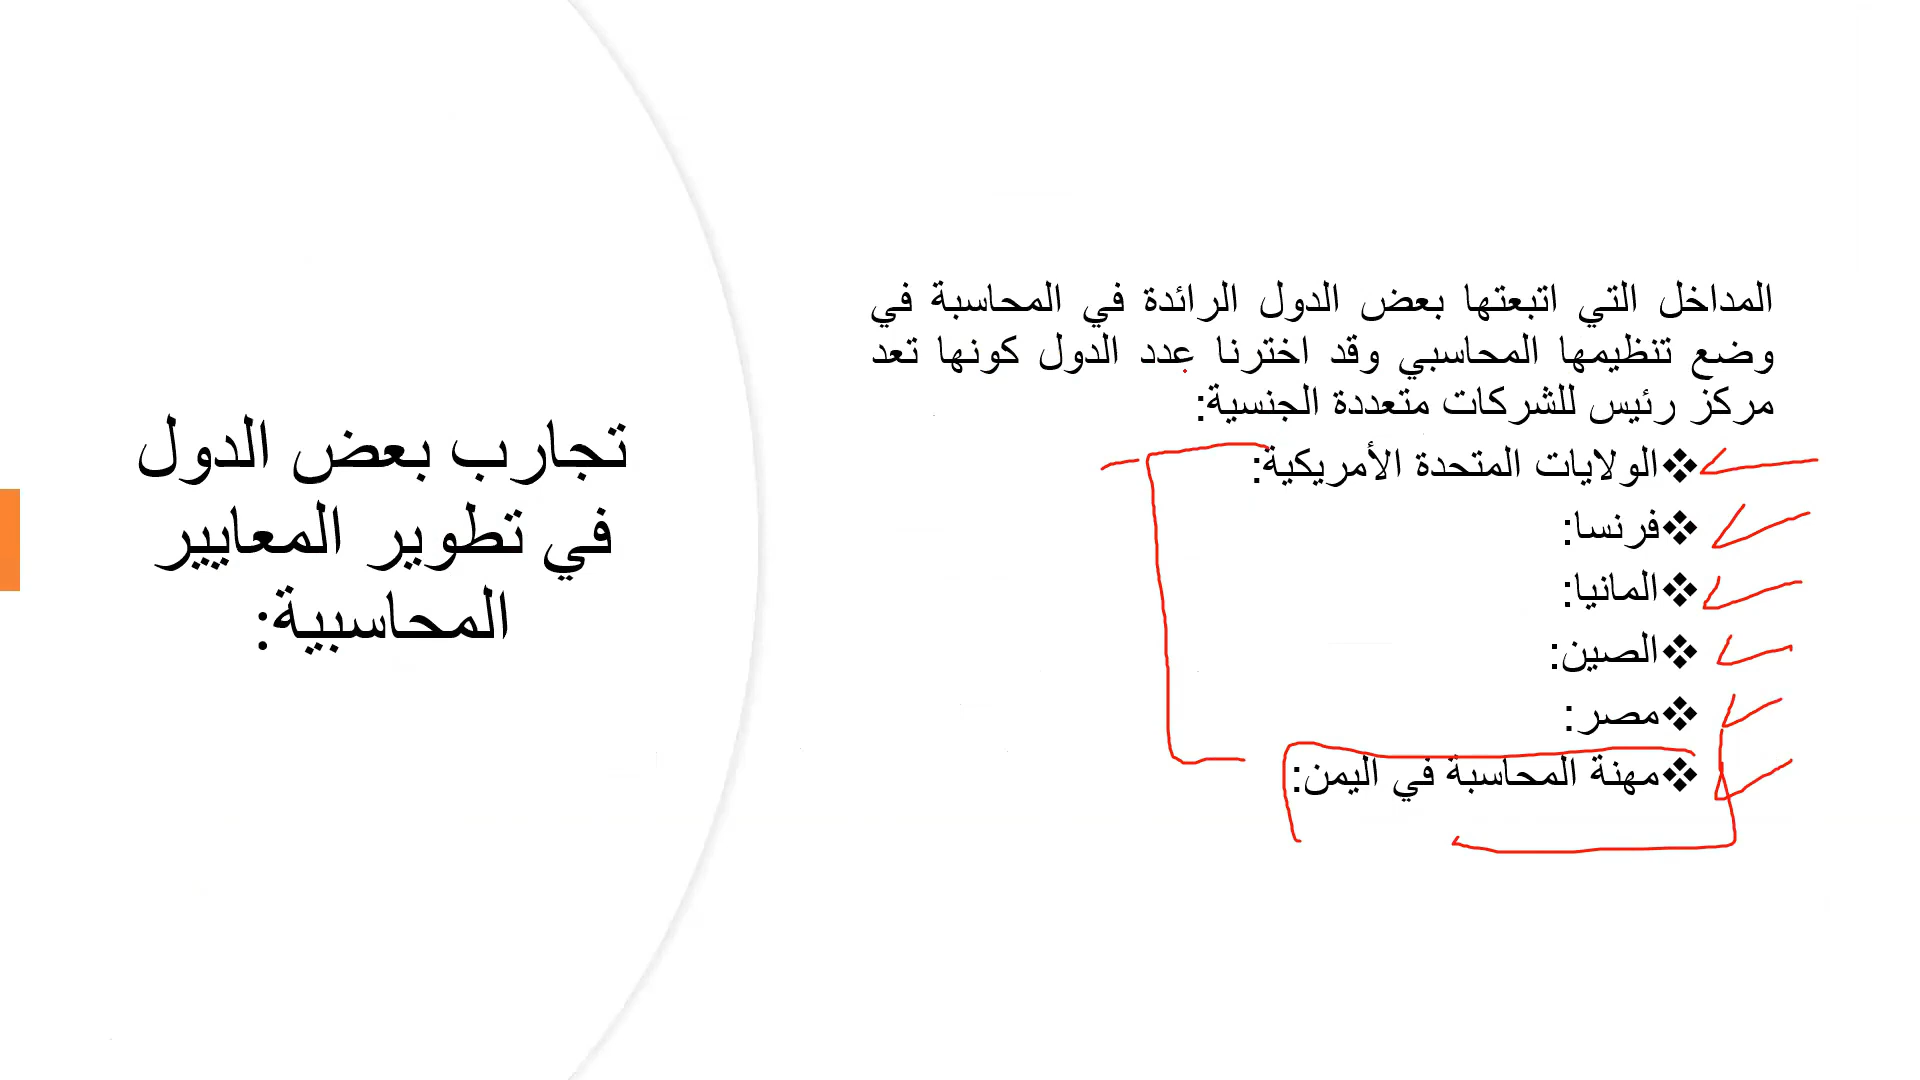 تجارب بعض الدول
في تطوير المعايير
المحاسبية:
المداخل التي اتبعتها بعض الدول الرائدة في المحاسبة في
وضع تنظيمها المحاسبي وقد اخترنا عدد الدول كونها تعد
مركز رئيس للشركات متعددة الجنسية:
❖الولايات المتحدة الأمريكية:
❖فرنسا:
❖المانيا:
❖الصين:
❖مصر:
❖مهنة المحاسبة في اليمن: